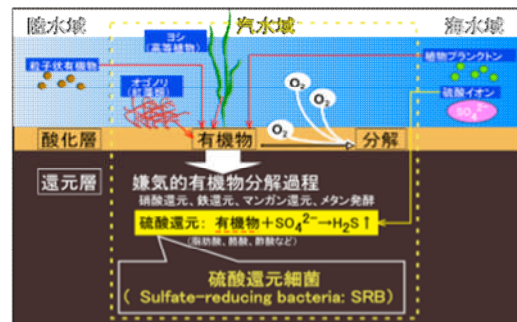 陸水域
汽水域
海水域
ヨシ
(高等植物)
粒子状有機物
オゴノリ
(紅藻類)
植物プランクトン
硫酸イオン
SO₄²⁻
O₂
O₂
O₂
酸化層
有機物
分解
還元層
嫌気的有機物分解過程
硝酸還元、鉄還元、マンガン還元、メタン発酵
硫酸還元: 有機物+SO₄²⁻→H₂S↑
(脂肪酸、酪酸、酢酸など)
硫酸還元細菌
( Sulfate-reducing bacteria: SRB)